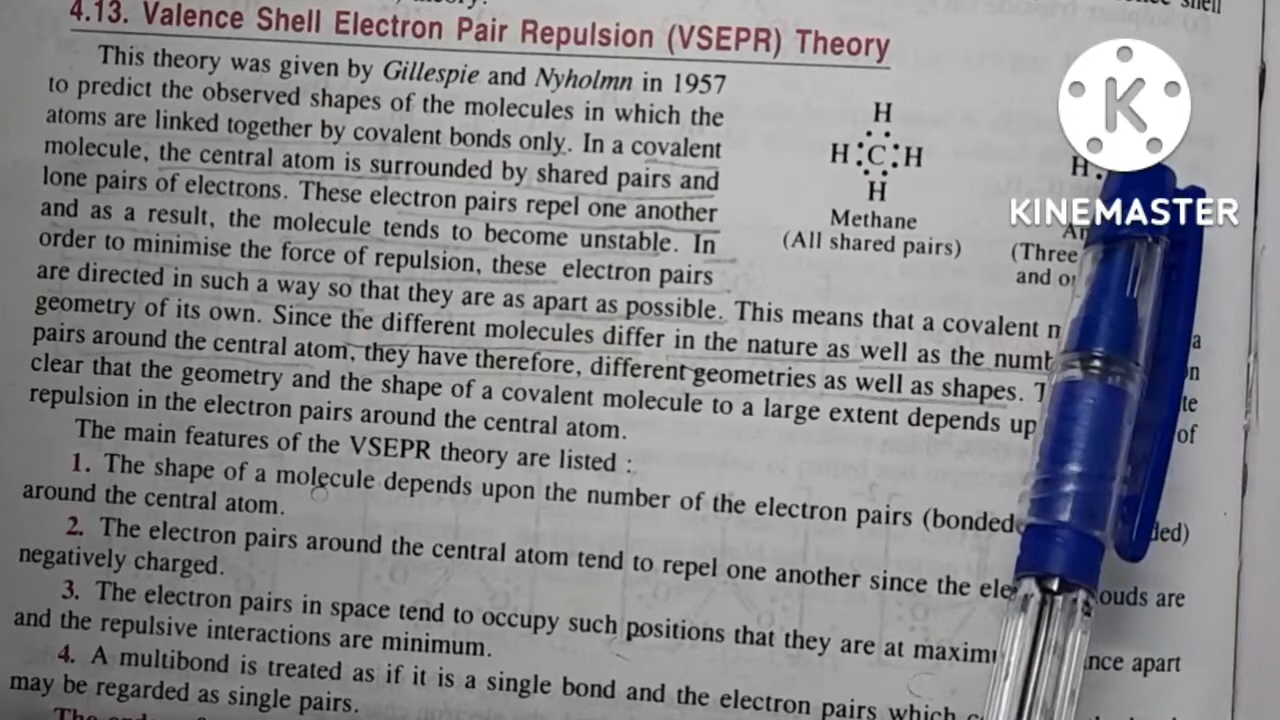 theory.
shell
4.13. Valence Shell Electron Pair Repulsion (VSEPR) Theory
This theory was given by Gillespie and Nyholmn in 1957
to predict the observed shapes of the molecules in which the
atoms are linked together by covalent bonds only. In a covalent
molecule, the central atom is surrounded by shared pairs and
lone pairs of electrons. These electron pairs repel one another
and as a result, the molecule tends to become unstable. In
order to minimise the force of repulsion, these electron pairs
H
H : C : H
H
Methane
(All shared pairs)
H
(Three
and
K
KINEMASTER
are directed in such a way so that they are as apart as possible. This means that a covalent a
geometry of its own. Since the different molecules differ in the nature as well as the
pairs around the central atom, they have therefore, different geometries as well as shapes.
clear that the geometry and the shape of a covalent molecule to a large extent depends of
repulsion in the electron pairs around the central atom.
The main features of the VSEPR theory are listed :
1. The shape of a molecule depends upon the number of the electron pairs (bonded
around the central atom.
2. The electron pairs around the central atom tend to repel one another since the are
negatively charged.
3. The electron pairs in space tend to occupy such positions that they are at apart
and the repulsive interactions are minimum.
4. A multibond is treated as if it is a single bond and the electron pairs which
may be regarded as single pairs.